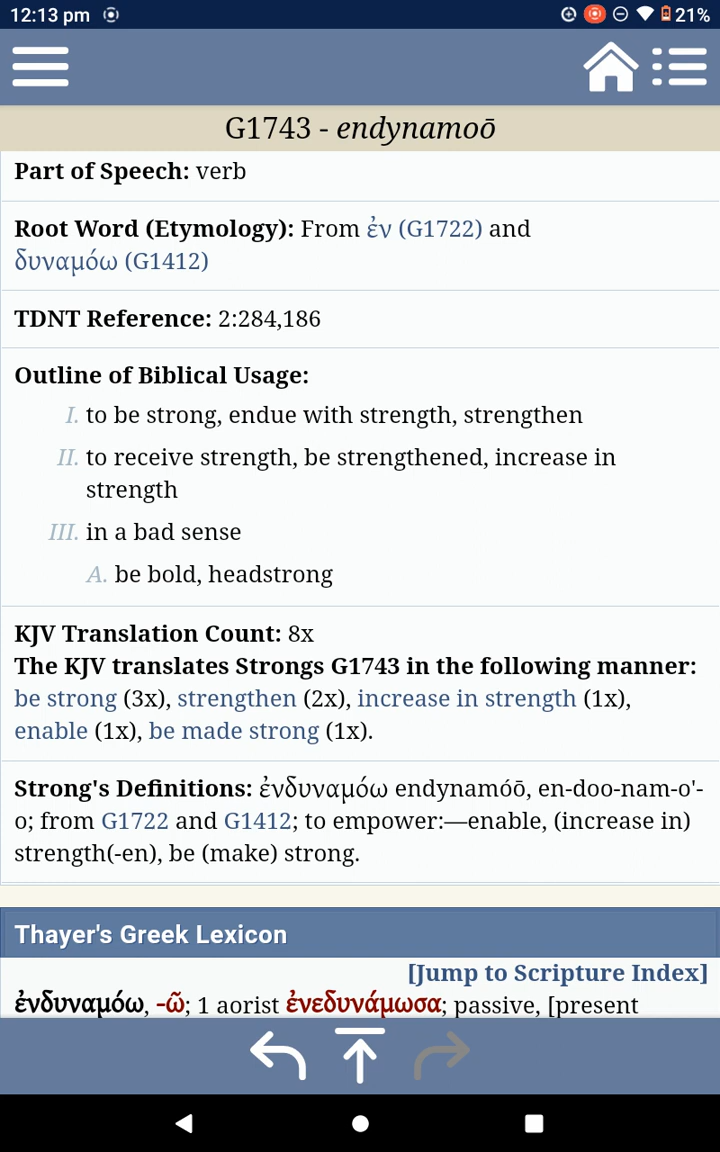 12:13 pm
21%
G1743 - endynamoō
Part of Speech: verb
Root Word (Etymology): From ἐν (G1722) and
δυναμόω (G1412)
TDNT Reference: 2:284,186
Outline of Biblical Usage:
I. to be strong, endue with strength, strengthen
II. to receive strength, be strengthened, increase in
strength
III. in a bad sense
A. be bold, headstrong
KJV Translation Count: 8x
The KJV translates Strongs G1743 in the following manner:
be strong (3x), strengthen (2x), increase in strength (1x),
enable (1x), be made strong (1x).
Strong's Definitions: ἐνδυναμόω endynamóō, en-doo-nam-o'-
o; from G1722 and G1412; to empower:—enable, (increase in)
strength(-en), be (make) strong.
Thayer's Greek Lexicon
[Jump to Scripture Index]
ἐνδυναμόω, -ῶ; 1 aorist ἐνεδυνάμωσα; passive, [present